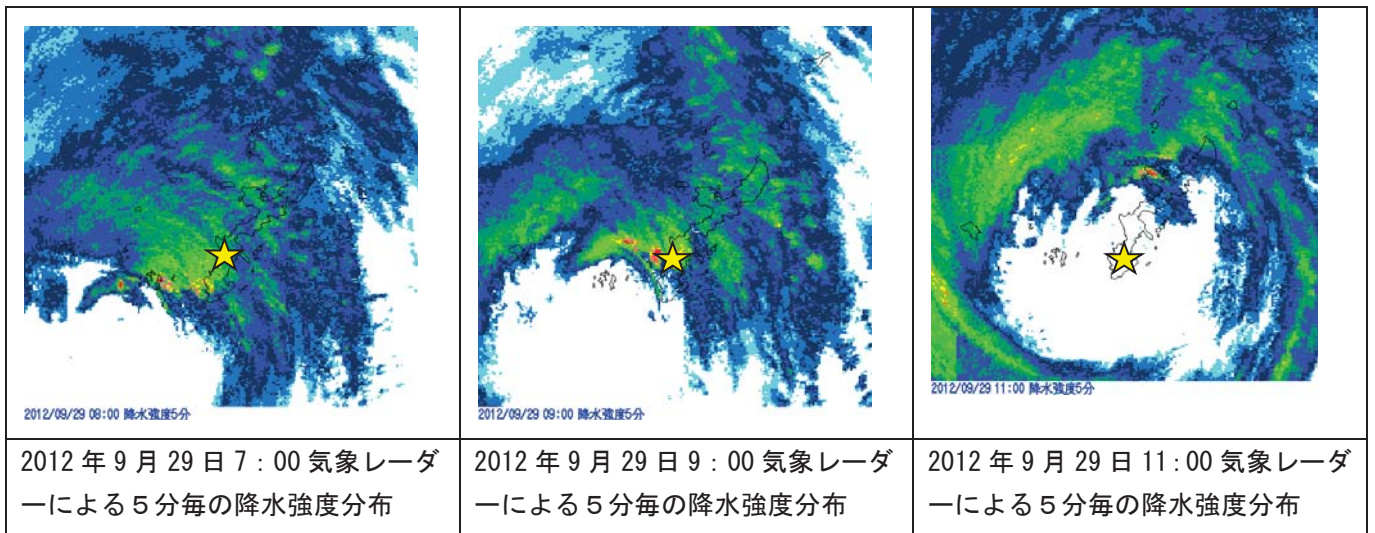 2012/09/29 08:00 降水強度5分
2012/09/29 09:00 降水強度5分
2012/09/29 11:00 降水強度5分
2012 年 9 月 29 日 7：00 気象レーダ
ーによる５分毎の降水強度分布
2012 年 9 月 29 日 9：00 気象レーダ
ーによる５分毎の降水強度分布
2012 年 9 月 29 日 11：00 気象レーダ
ーによる５分毎の降水強度分布